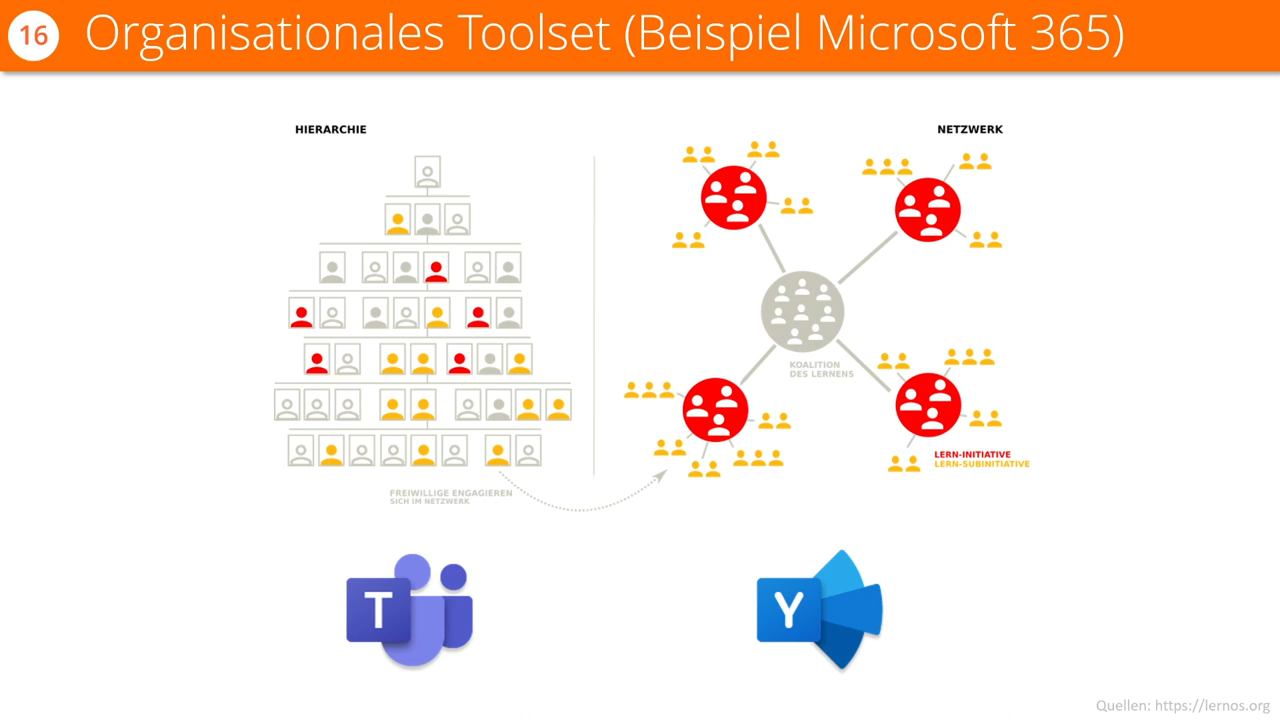 16
Organisationales Toolset (Beispiel Microsoft 365)
HIERARCHIE
NETZWERK
KOALITION
DES LERNENS
LERN-INITIATIVE
LERN-SUBINITIATIVE
FREIWILLIGE ENGAGIEREN
SICH IM NETZWERK
T
Y
Quellen: https://lernos.org